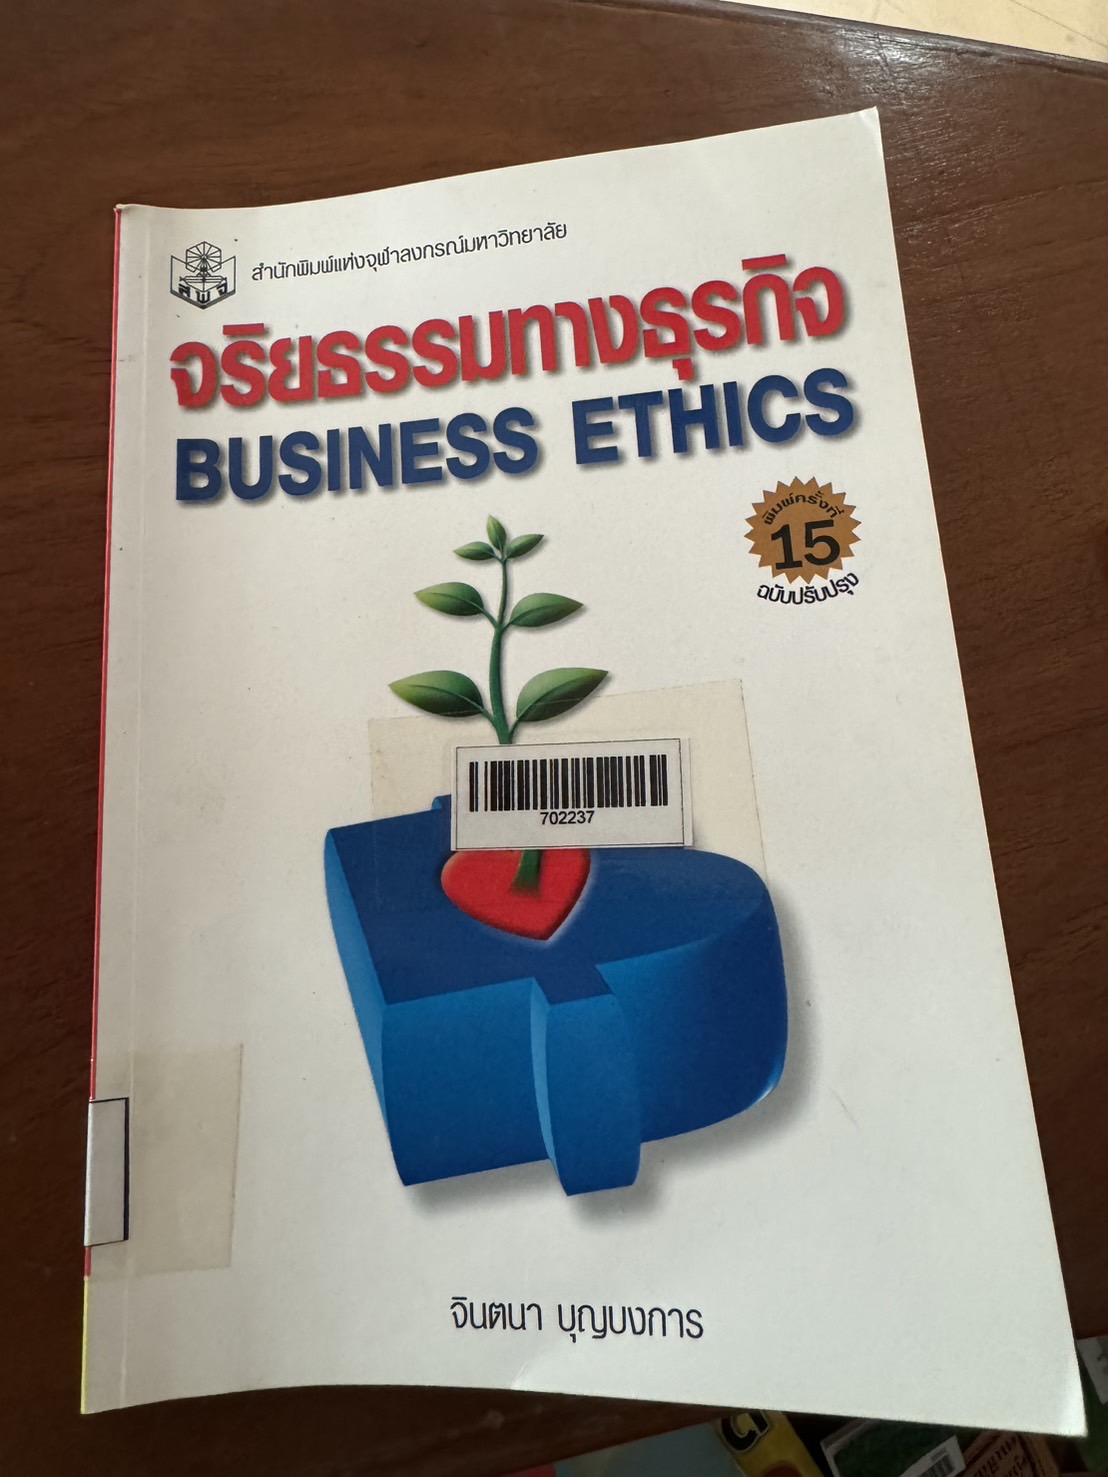 สำนักพิมพ์แห่งจุฬาลงกรณ์มหาวิทยาลัย
สพจ
จริยธรรมทางธุรกิจ
BUSINESS ETHICS
พิมพ์ครั้งที่
15
ฉบับปรับปรุง
702237
จินตนา บุญบงการ